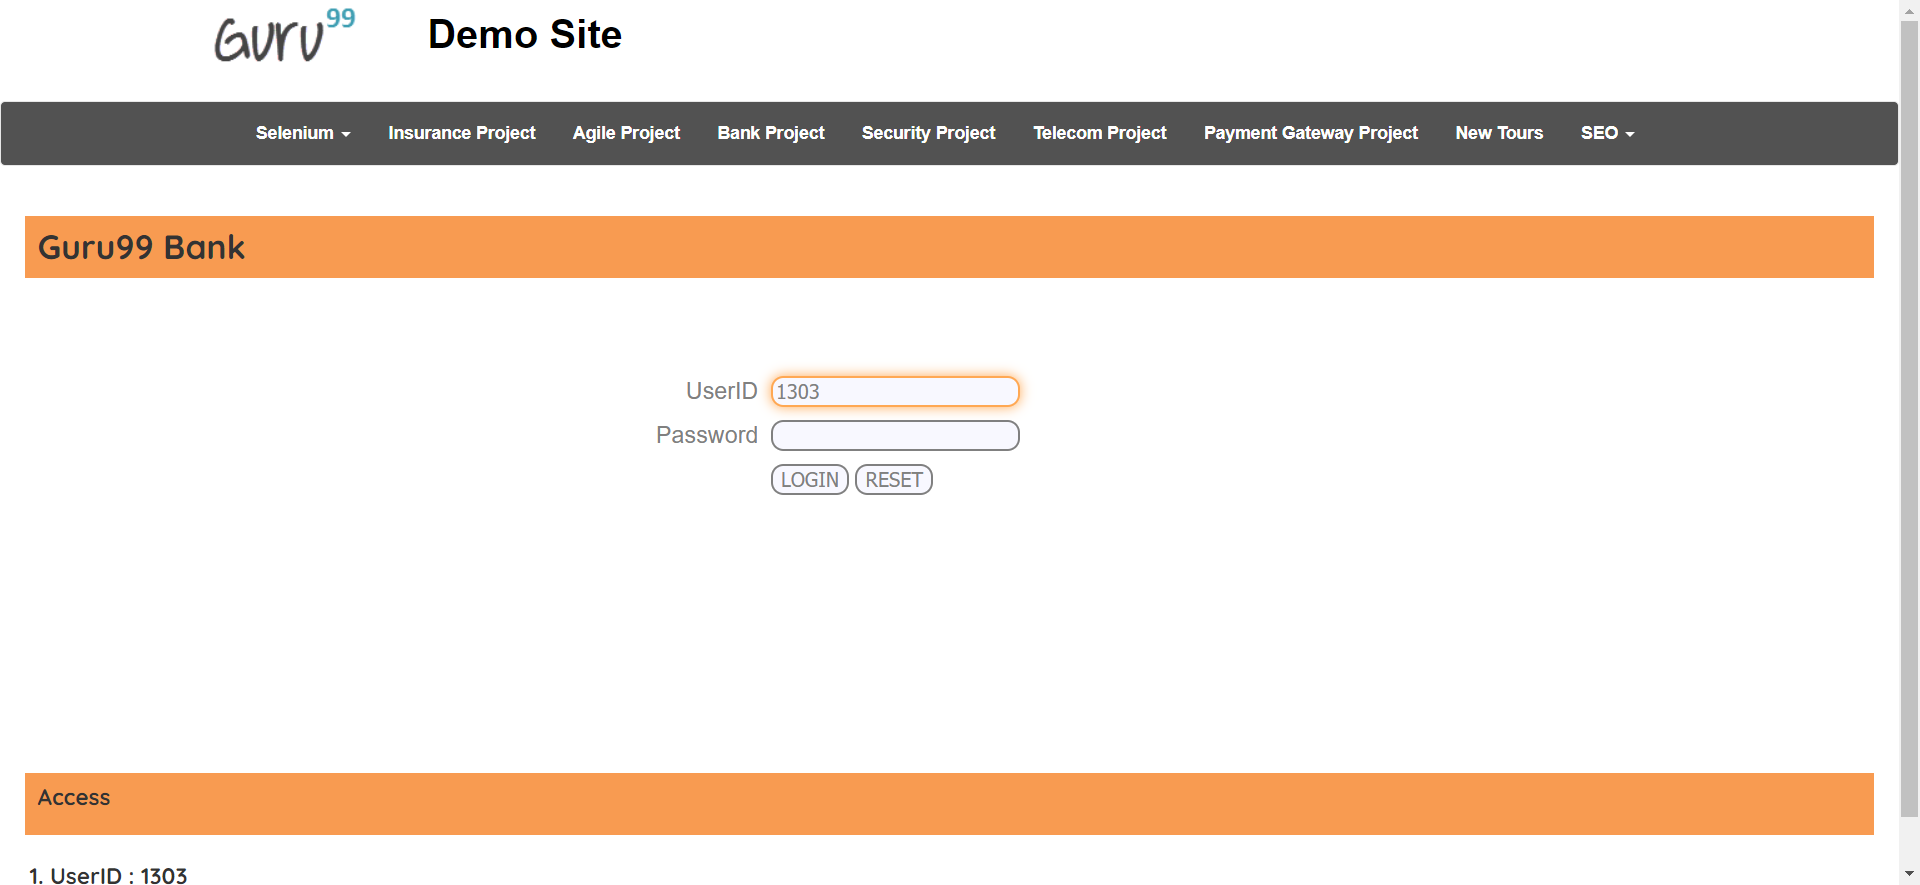 Guru99 Demo Site
Selenium Insurance Project Agile Project Bank Project Security Project Telecom Project Payment Gateway Project New Tours SEO
Guru99 Bank
UserID 1303
Password
LOGIN RESET
Access
1. UserID : 1303